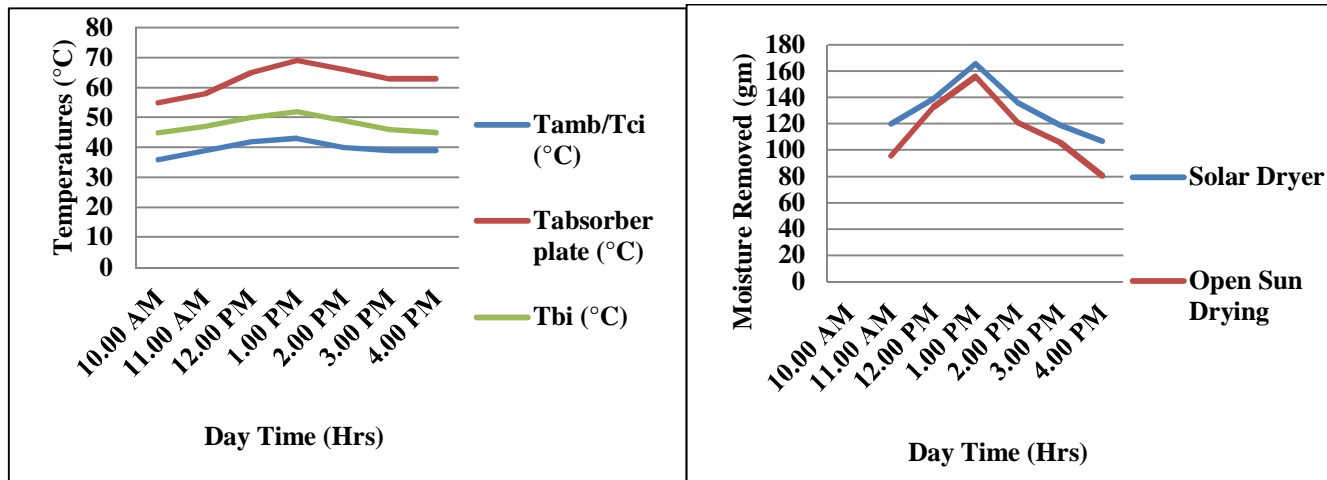 Temperatures (°C)
80
70
60
50
40
30
20
10
0
10.00 AM
11.00 AM
12.00 PM
1.00 PM
2.00 PM
3.00 PM
4.00 PM
Day Time (Hrs)
Tamb/Tci
(°C)
Tabsorber
plate (°C)
Tbi (°C)
Moisture Removed (gm)
180
160
140
120
100
80
60
40
20
0
10.00 AM
11.00 AM
12.00 PM
1.00 PM
2.00 PM
3.00 PM
4.00 PM
Day Time (Hrs)
Solar Dryer
Open Sun
Drying